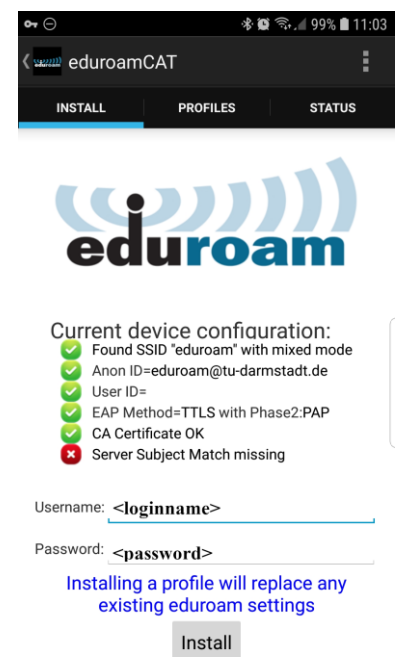 99% 11:03
eduroamCAT
INSTALL PROFILES STATUS
eduroam
Current device configuration:
Found SSID "eduroam" with mixed mode
Anon ID=eduroam@tu-darmstadt.de
User ID=
EAP Method=TTLS with Phase2:PAP
CA Certificate OK
Server Subject Match missing
Username: <loginname>
Password: <password>
Installing a profile will replace any
existing eduroam settings
Install